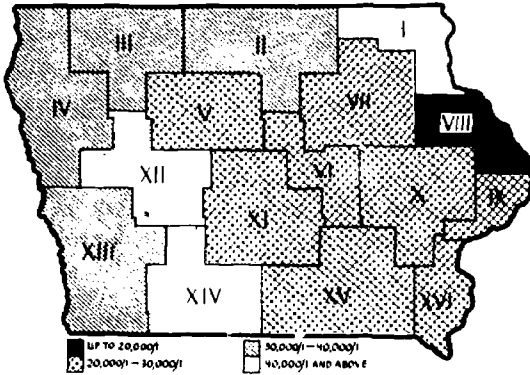 I
III II
IV V VII
VIII
XII VI X IX
XI
XIII
XIV XV XVI
UP TO 20,000/1 30,000/1—40,000/1
20,000/1—30,000/1 40,000/1 AND ABOVE